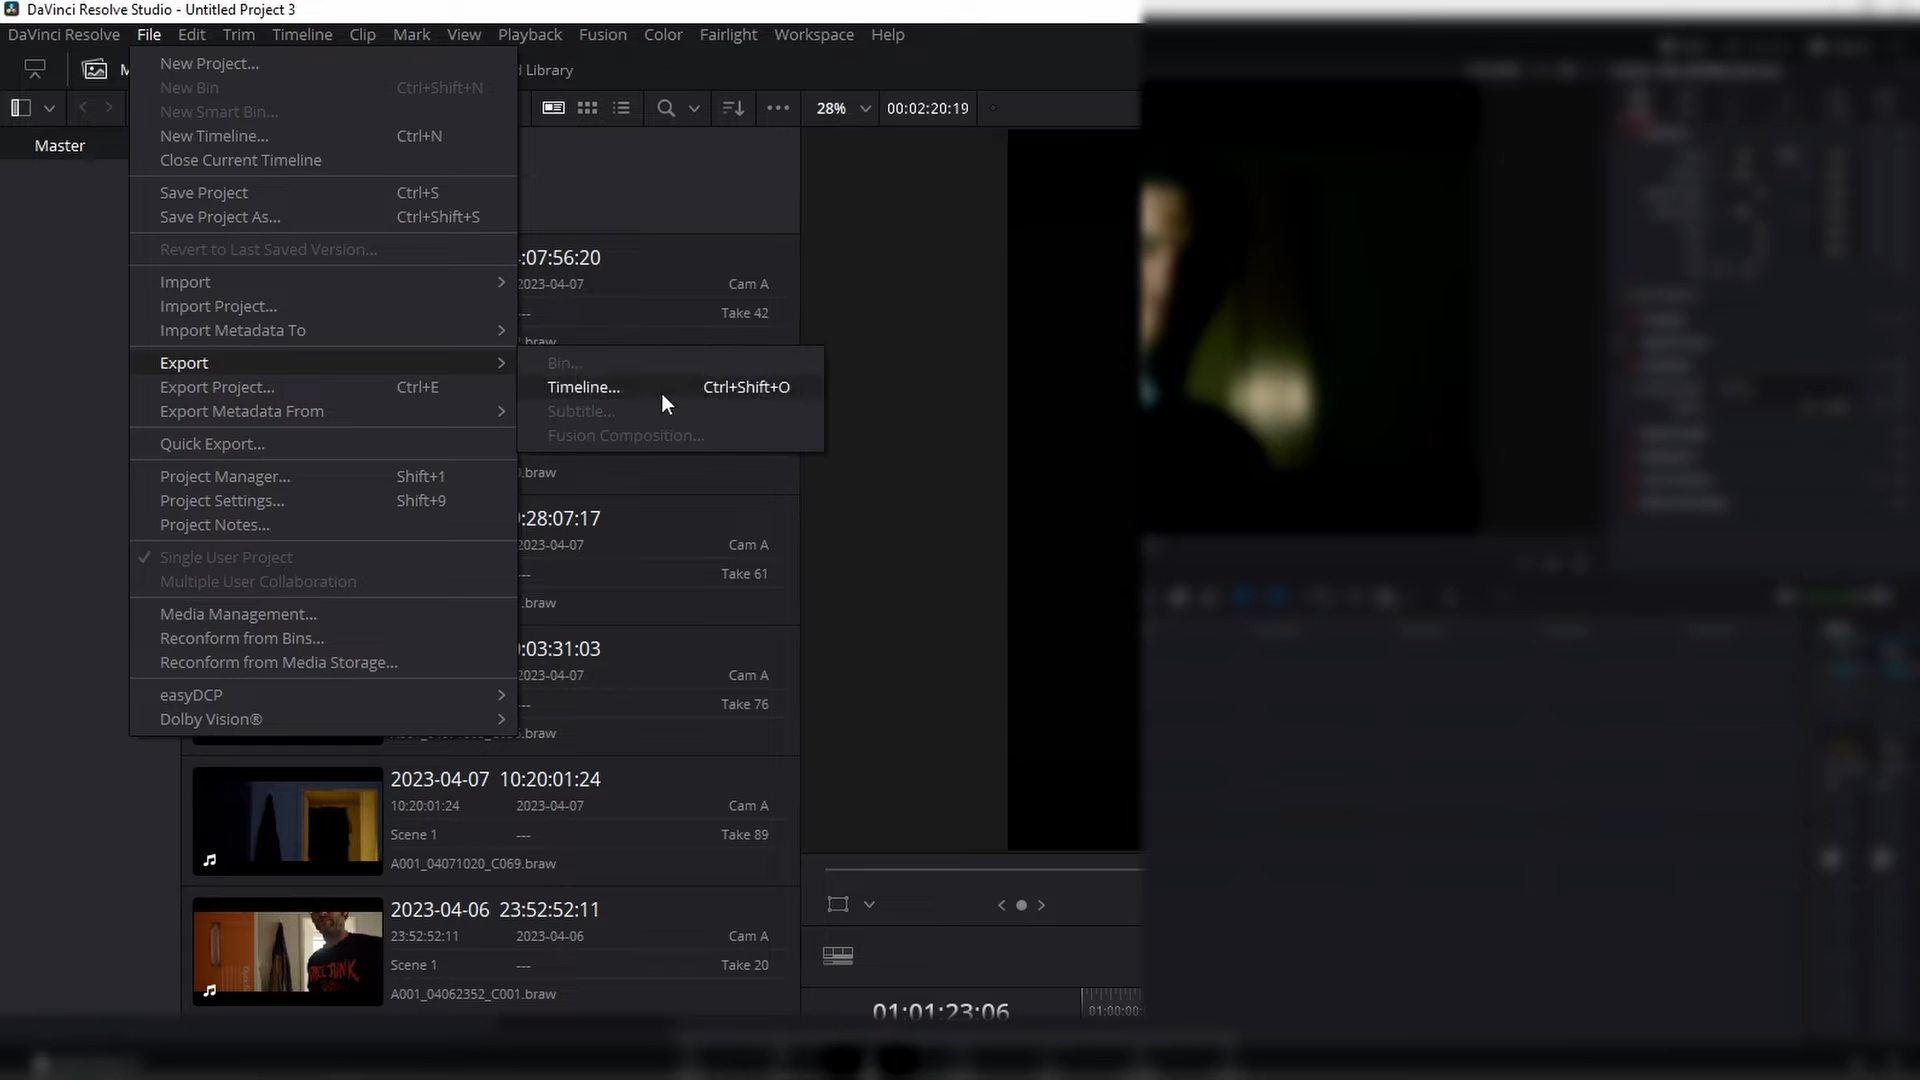 DaVinci Resolve Studio - Untitled Project 3
DaVinci Resolve File Edit Trim Timeline Clip Mark View Playback Fusion Color Fairlight Workspace Help
Library
28% 00:02:20:19
Master
New Project...
New Bin Ctrl+Shift+N
New Smart Bin...
New Timeline... Ctrl+N
Close Current Timeline
Save Project Ctrl+S
Save Project As... Ctrl+Shift+S
Revert to Last Saved Version...
Import
Import Project...
Import Metadata To
Export
Export Project... Ctrl+E
Export Metadata From
Quick Export...
Project Manager... Shift+1
Project Settings... Shift+9
Project Notes...
Single User Project
Multiple User Collaboration
Media Management...
Reconform from Bins...
Reconform from Media Storage...
easyDCP
Dolby Vision®
Bin...
Timeline... Ctrl+Shift+O
Subtitle...
Fusion Composition...
:07:56:20
2023-04-07 Cam A
--- Take 42
.braw
.braw
:28:07:17
2023-04-07 Cam A
--- Take 61
.braw
:03:31:03
2023-04-07 Cam A
--- Take 76
.braw
2023-04-07 10:20:01:24
10:20:01:24 2023-04-07 Cam A
Scene 1 --- Take 89
A001_04071020_C069.braw
2023-04-06 23:52:52:11
23:52:52:11 2023-04-06 Cam A
Scene 1 --- Take 20
A001_04062352_C001.braw
01:01:23:06
01:00:00: